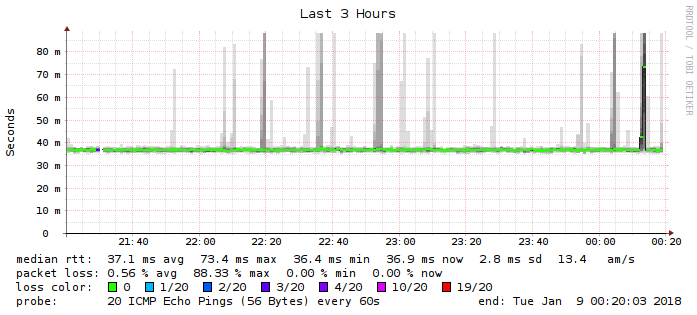 Last 3 Hours
RRDTOOL / TOBI OETIKER
Seconds
80 m
70 m
60 m
50 m
40 m
30 m
20 m
10 m
0
21:40 22:00 22:20 22:40 23:00 23:20 23:40 00:00 00:20
median rtt: 37.1 ms avg 73.4 ms max 36.4 ms min 36.9 ms now 2.8 ms sd 13.4 am/s
packet loss: 0.56 % avg 88.33 % max 0.00 % min 0.00 % now
loss color: 0 1/20 2/20 3/20 4/20 10/20 19/20
probe: 20 ICMP Echo Pings (56 Bytes) every 60s end: Tue Jan 9 00:20:03 2018